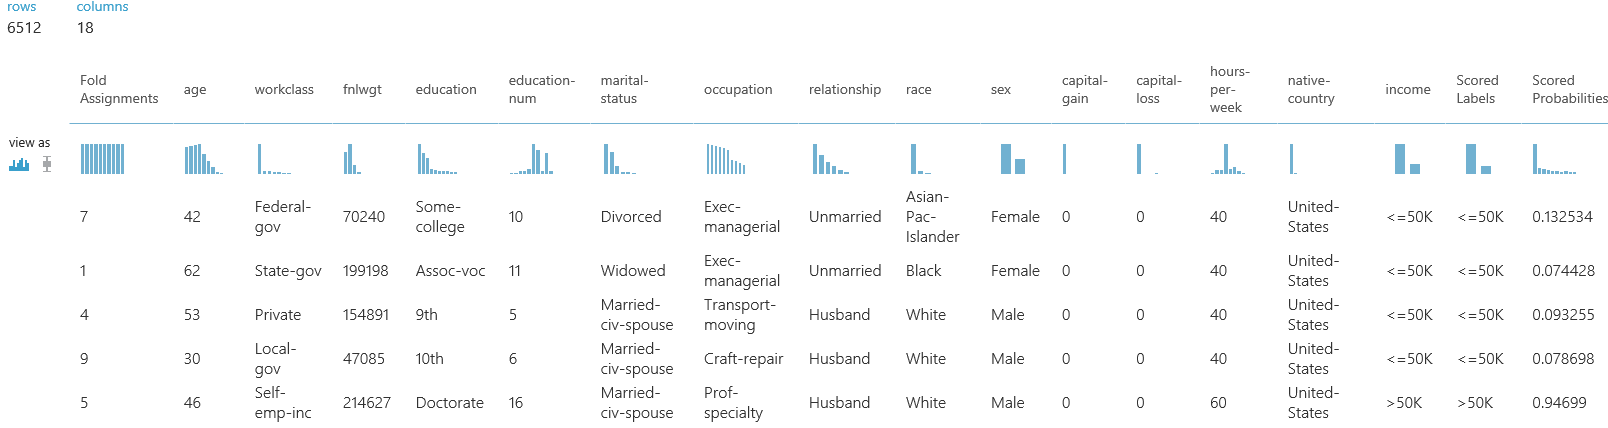 rows columns
6512 18
Fold Assignments age workclass fnlwgt education education-num marital-status occupation relationship race sex capital-gain capital-loss hours-per-week native-country income Scored Labels Scored Probabilities
view as
7 42 Federal-gov 70240 Some-college 10 Divorced Exec-managerial Unmarried Asian-Pac-Islander Female 0 0 40 United-States <=50K <=50K 0.132534
1 62 State-gov 199198 Assoc-voc 11 Widowed Exec-managerial Unmarried Black Female 0 0 40 United-States <=50K <=50K 0.074428
4 53 Private 154891 9th 5 Married-civ-spouse Transport-moving Husband White Male 0 0 40 United-States <=50K <=50K 0.093255
9 30 Local-gov 47085 10th 6 Married-civ-spouse Craft-repair Husband White Male 0 0 40 United-States <=50K <=50K 0.078698
5 46 Self-emp-inc 214627 Doctorate 16 Married-civ-spouse Prof-specialty Husband White Male 0 0 60 United-States >50K >50K 0.94699